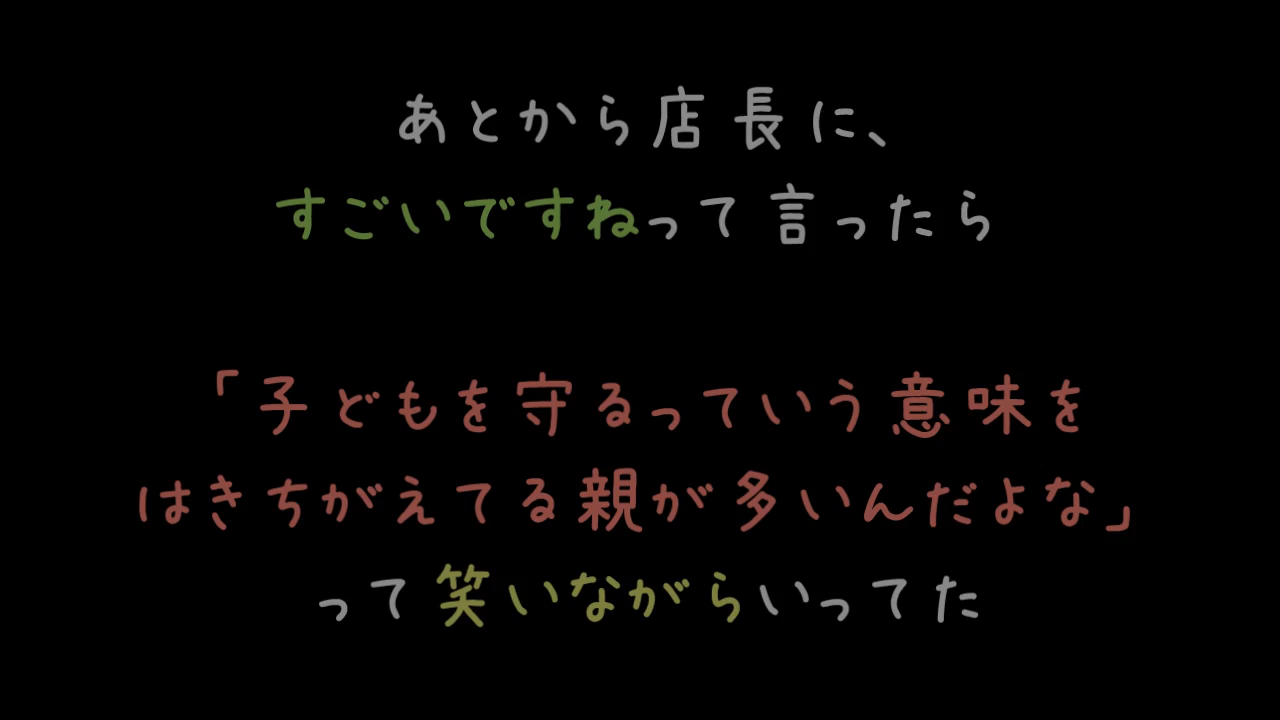 あとから店長に、
すごいですねって言ったら
「子どもを守るっていう意味を
はきちがえてる親が多いんだよな」
って笑いながらいってた